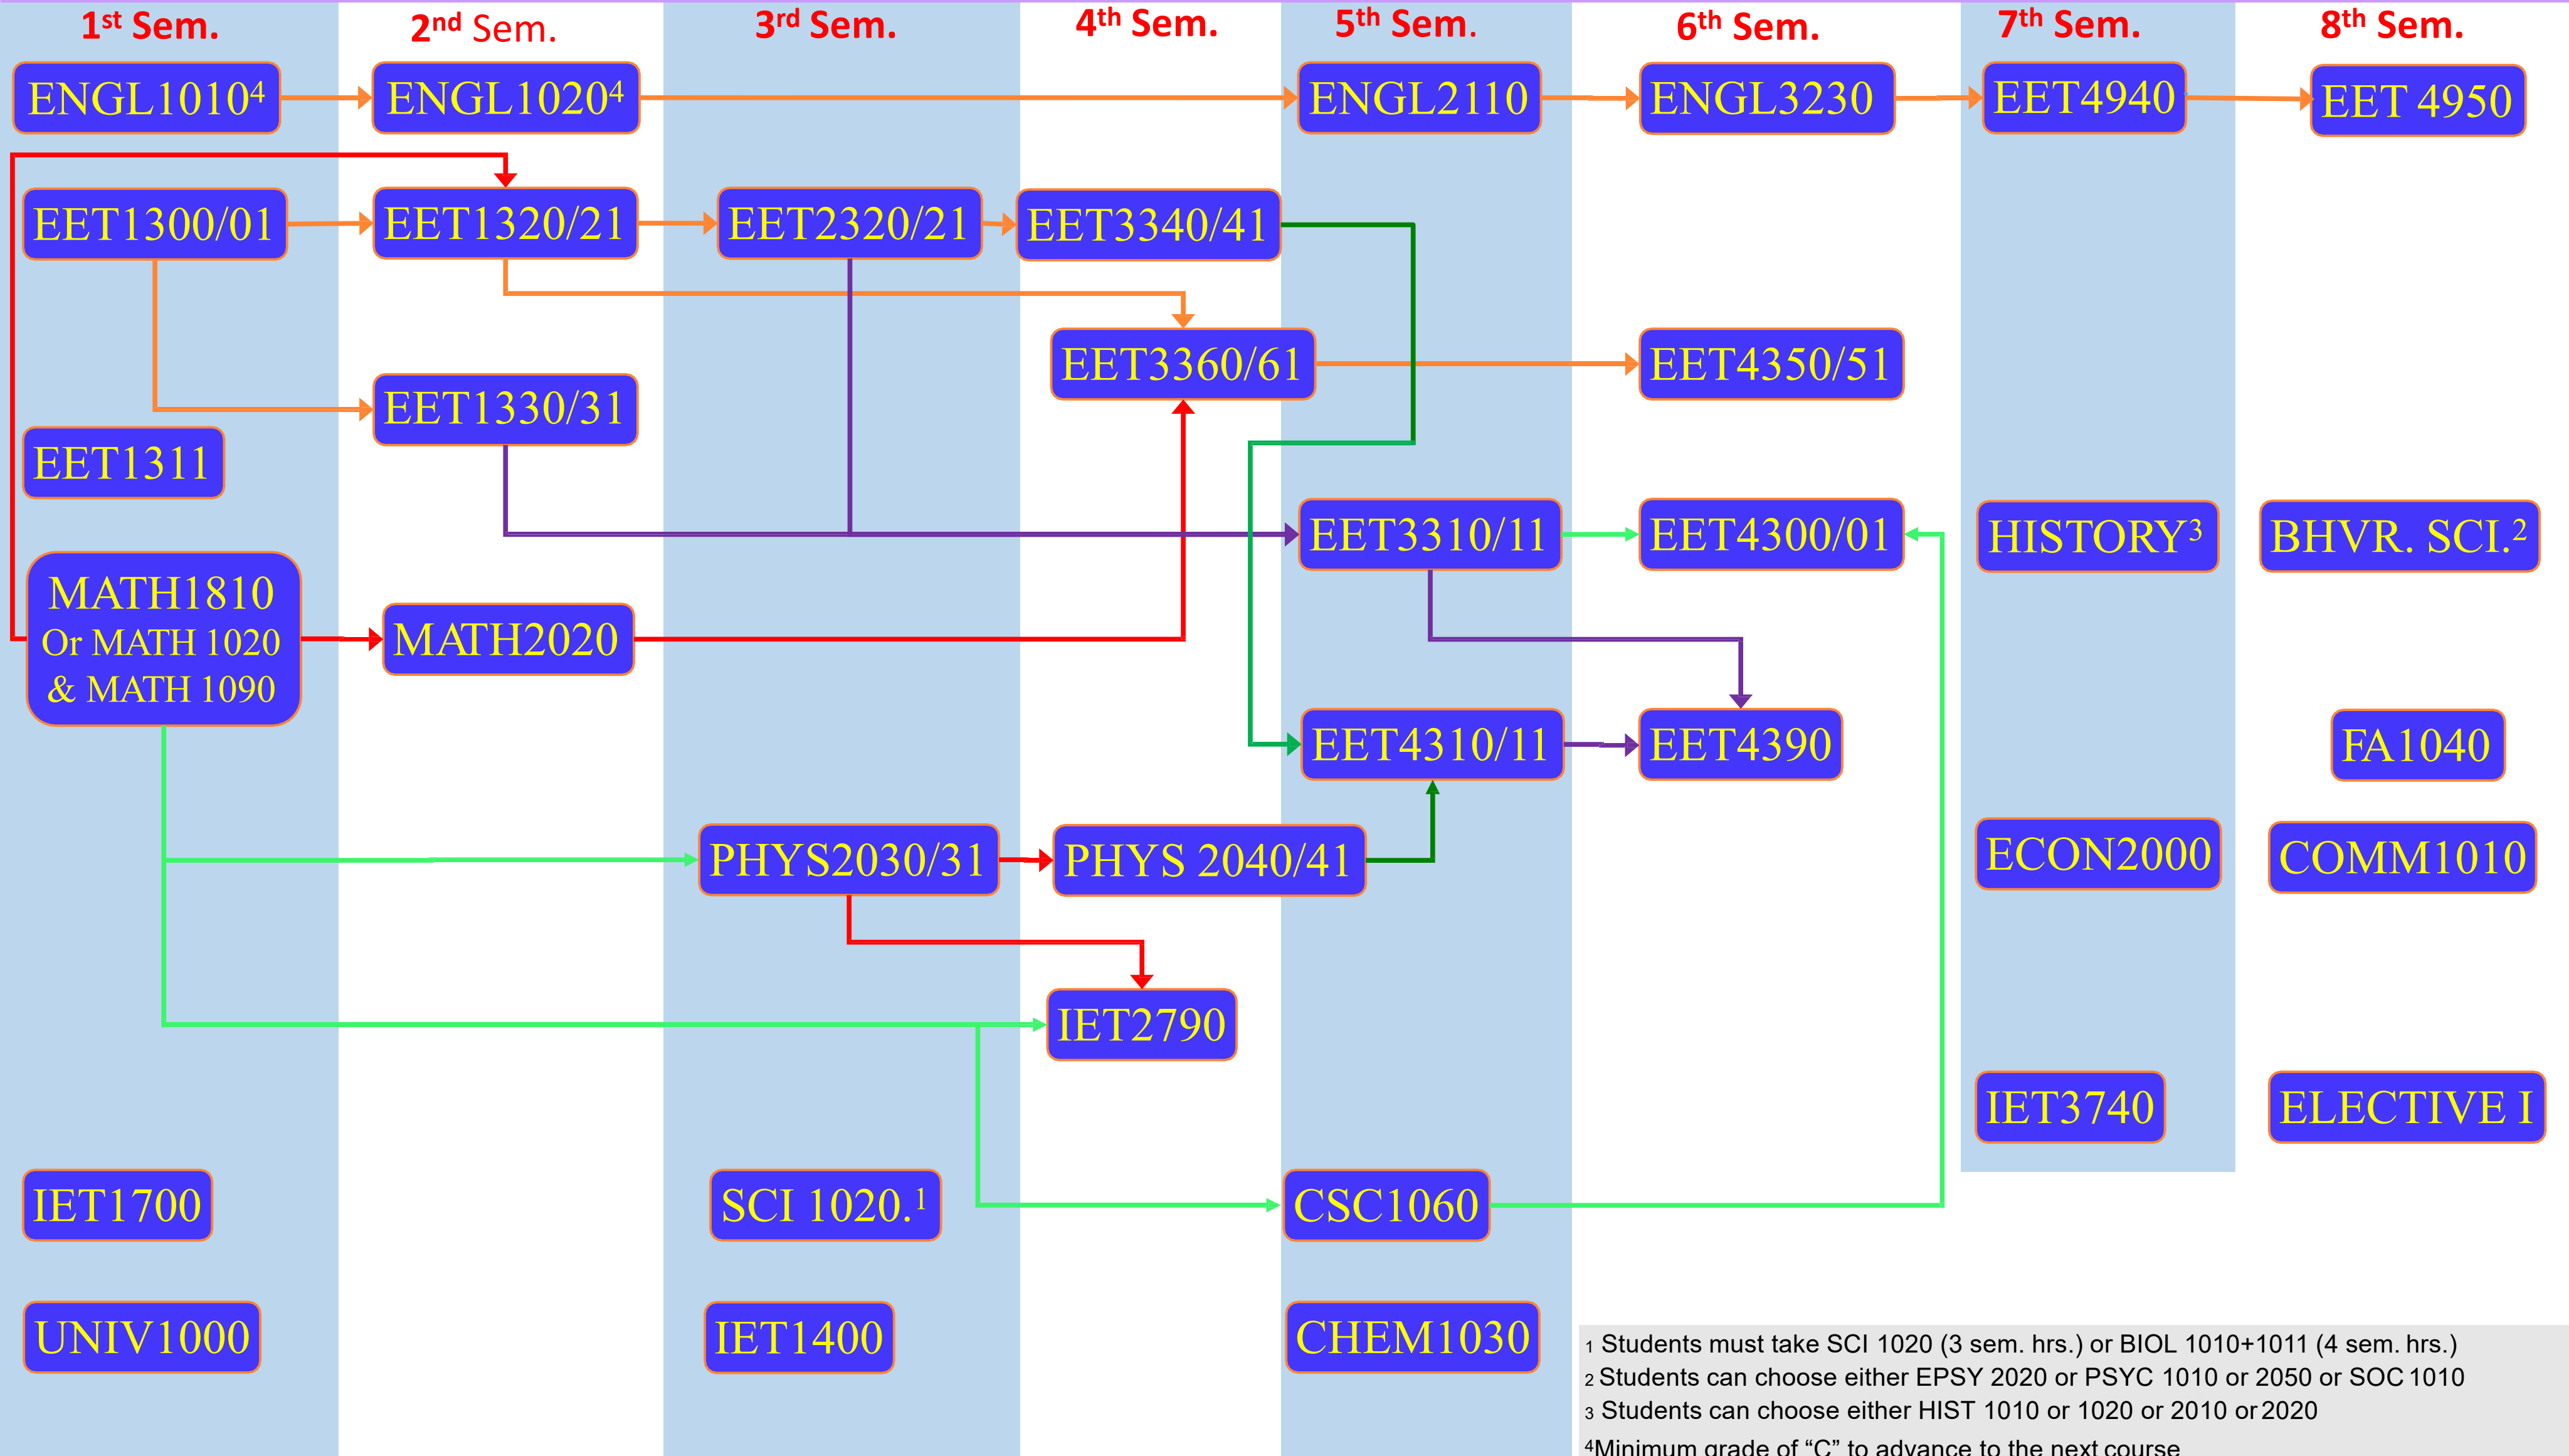 1st Sem.
2nd Sem.
3rd Sem.
4th Sem.
5th Sem.
6th Sem.
7th Sem.
8th Sem.
ENGL1010⁴
ENGL1020⁴
ENGL2110
ENGL3230
EET4940
EET 4950
EET1300/01
EET1320/21
EET2320/21
EET3340/41
EET3360/61
EET4350/51
EET1330/31
EET1311
EET3310/11
EET4300/01
HISTORY³
BHVR. SCI.²
MATH1810
Or MATH 1020
& MATH 1090
MATH2020
EET4310/11
EET4390
FA1040
PHYS2030/31
PHYS 2040/41
ECON2000
COMM1010
IET2790
IET3740
ELECTIVE I
IET1700
SCI 1020.¹
CSC1060
UNIV1000
IET1400
CHEM1030
1 Students must take SCI 1020 (3 sem. hrs.) or BIOL 1010+1011 (4 sem. hrs.)
2 Students can choose either EPSY 2020 or PSYC 1010 or 2050 or SOC 1010
3 Students can choose either HIST 1010 or 1020 or 2010 or 2020
⁴Minimum grade of “C” to advance to the next course